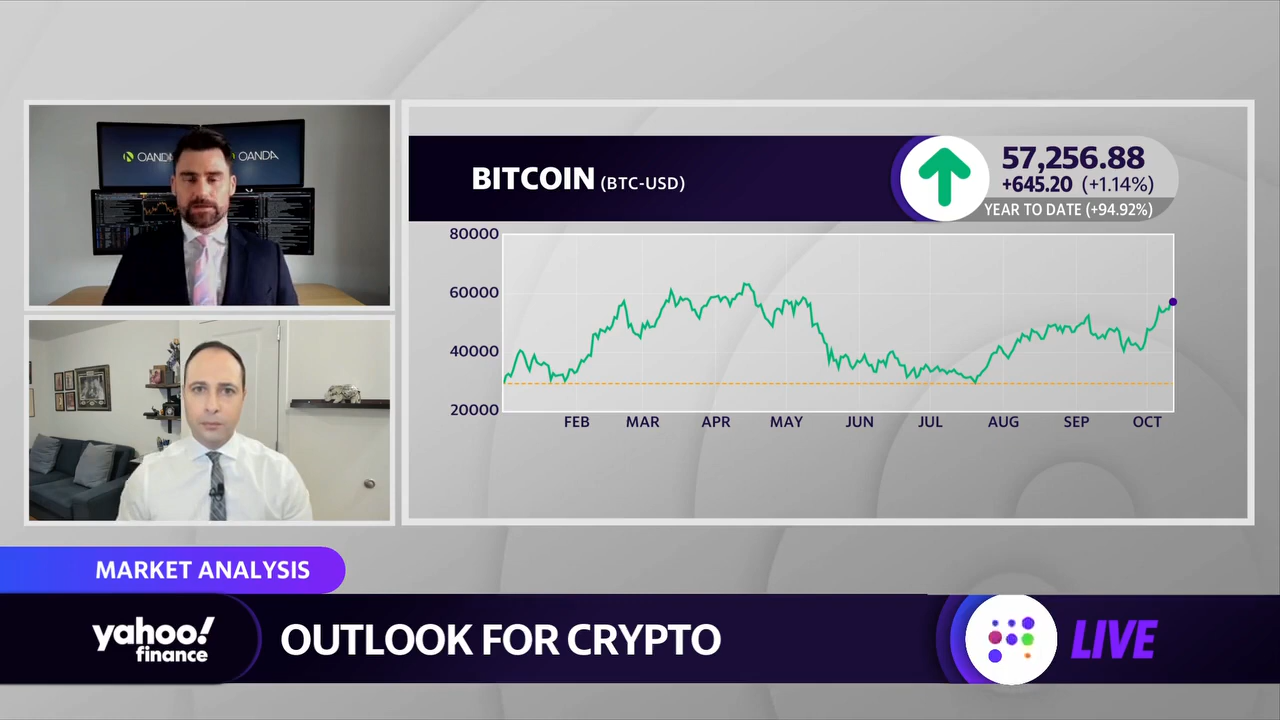 OANDA
OANDA
BITCOIN (BTC-USD)
57,256.88
+645.20 (+1.14%)
YEAR TO DATE (+94.92%)
80000
60000
40000
20000
FEB MAR APR MAY JUN JUL AUG SEP OCT
MARKET ANALYSIS
yahoo!
finance
OUTLOOK FOR CRYPTO
LIVE